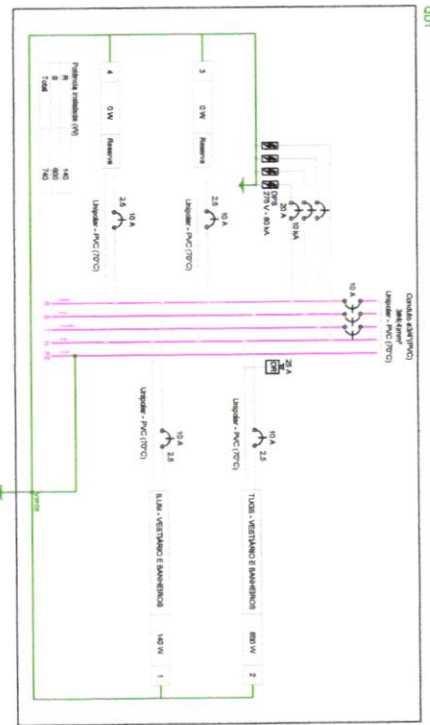 QD1
Conduto ø3/4"(PVC)
Unipolar - PVC (70°C)
10 A
DPS
275 V - 80 kA
20 A
10 kA
25 A
DR
3
0 W
Reserva
10 A
2,5
Unipolar - PVC (70°C)
4
0 W
Reserva
10 A
2,5
Unipolar - PVC (70°C)
10 A
2,5
Unipolar - PVC (70°C)
TUGS - VESTIÁRIO E BANHEIROS
600 W
2
10 A
2,5
Unipolar - PVC (70°C)
ILUM - VESTIÁRIO E BANHEIROS
140 W
1
Potência instalada (W)
R 140
S 600
Total 740